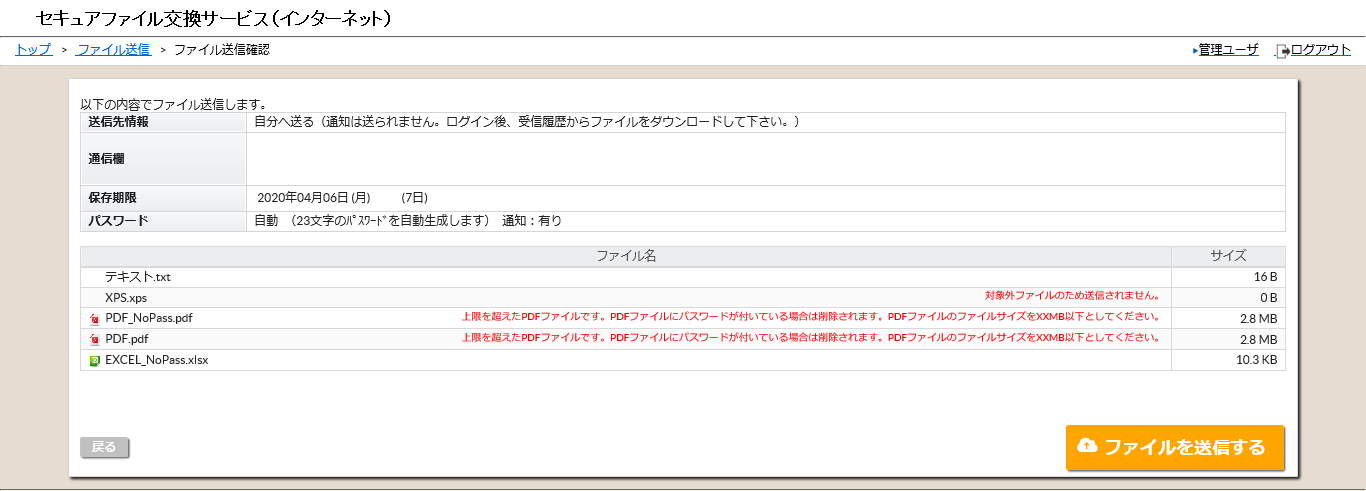 セキュアファイル交換サービス（インターネット）
トップ > ファイル送信 > ファイル送信確認 管理ユーザ ログアウト
以下の内容でファイル送信します。
送信先情報 自分へ送る（通知は送られません。ログイン後、受信履歴からファイルをダウンロードして下さい。）
通信欄
保存期限 2020年04月06日 (月) (7日)
パスワード 自動 （23文字のﾊﾟｽﾜｰﾄﾞを自動生成します） 通知：有り
ファイル名 サイズ
テキスト.txt 16 B
XPS.xps 対象外ファイルのため送信されません。 0 B
PDF_NoPass.pdf 上限を超えたPDFファイルです。PDFファイルにパスワードが付いている場合は削除されます。PDFファイルのファイルサイズをXXMB以下としてください。 2.8 MB
PDF.pdf 上限を超えたPDFファイルです。PDFファイルにパスワードが付いている場合は削除されます。PDFファイルのファイルサイズをXXMB以下としてください。 2.8 MB
EXCEL_NoPass.xlsx 10.3 KB
戻る ファイルを送信する